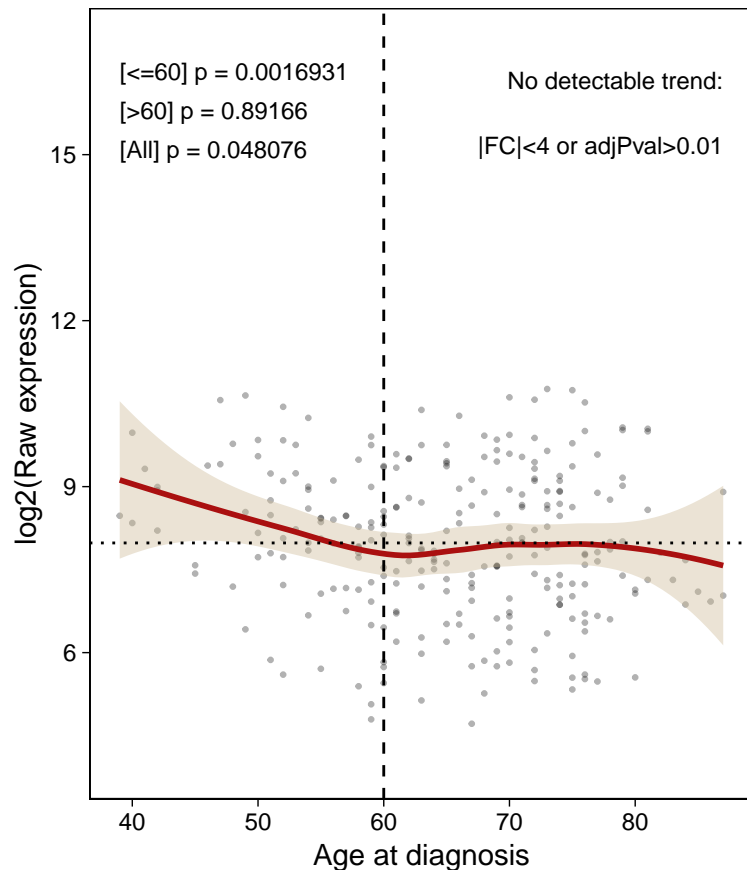 [<=60] p = 0.0016931
[>60] p = 0.89166
[All] p = 0.048076
No detectable trend:
|FC|<4 or adjPval>0.01
log2(Raw expression)
15
12
9
6
40
50
60
70
80
Age at diagnosis